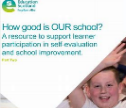 Education
Scotland
How good is OUR school?
A resource to support learner
participation in self-evaluation
and school improvement.